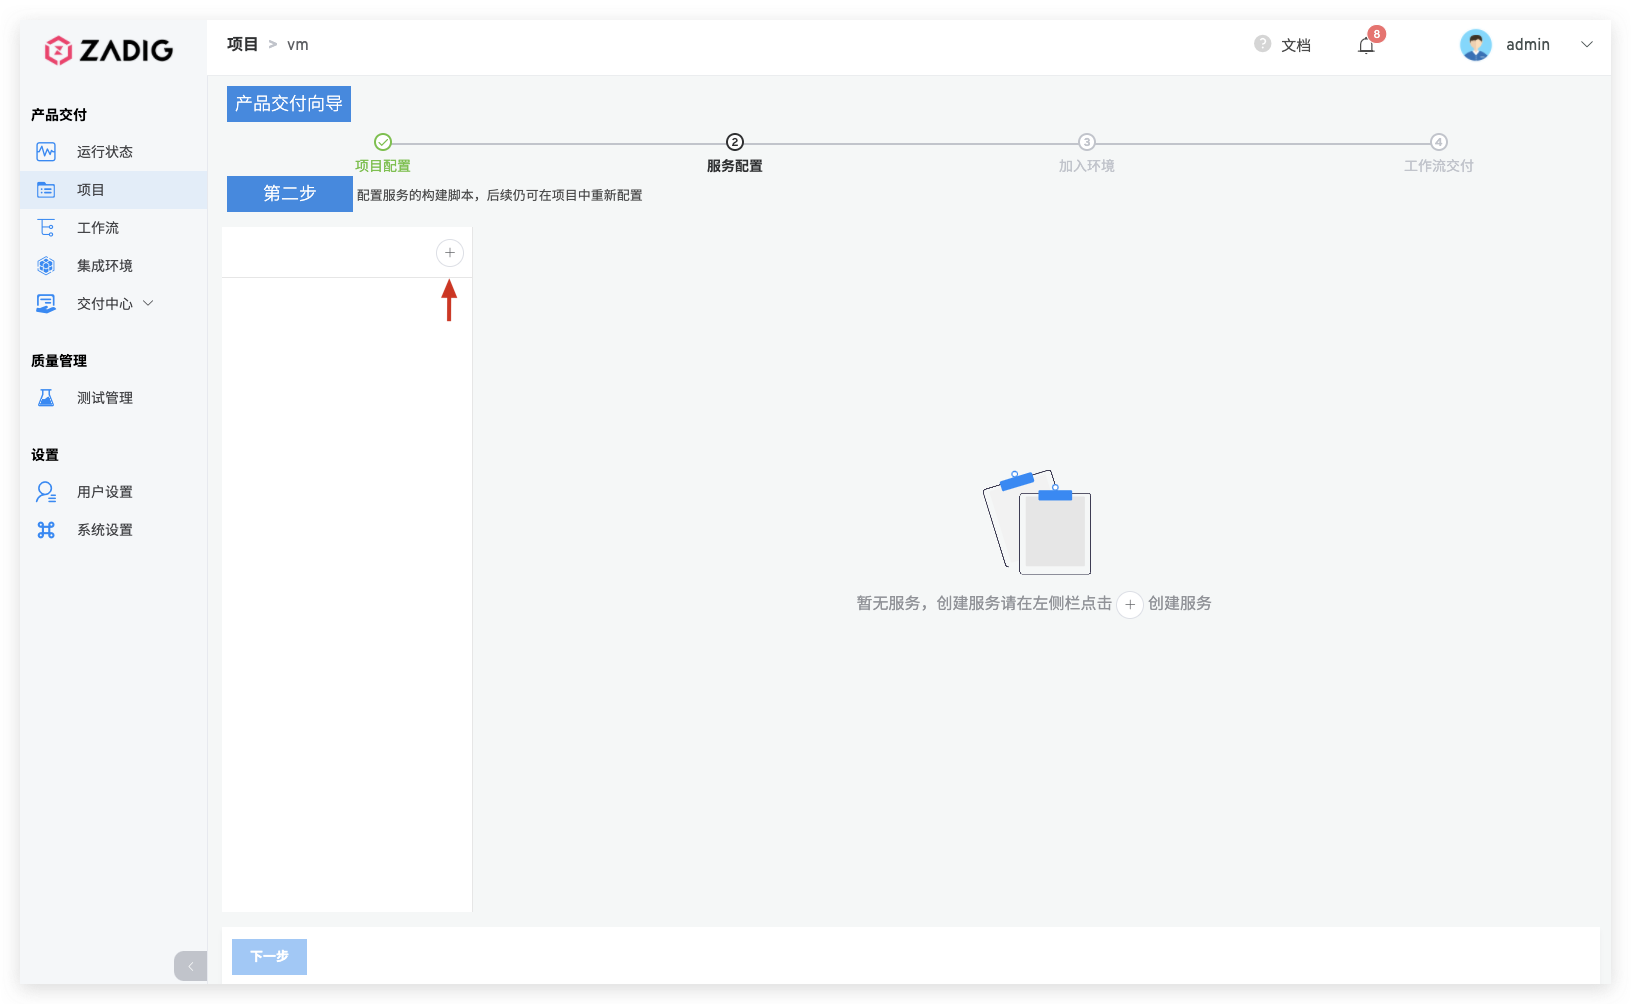 ZADIG
项目 > vm
文档
8
admin
产品交付
运行状态
项目
工作流
集成环境
交付中心
质量管理
测试管理
设置
用户设置
系统设置
产品交付向导
项目配置
2
服务配置
3
加入环境
4
工作流交付
第二步
配置服务的构建脚本，后续仍可在项目中重新配置
暂无服务，创建服务请在左侧栏点击 + 创建服务
下一步